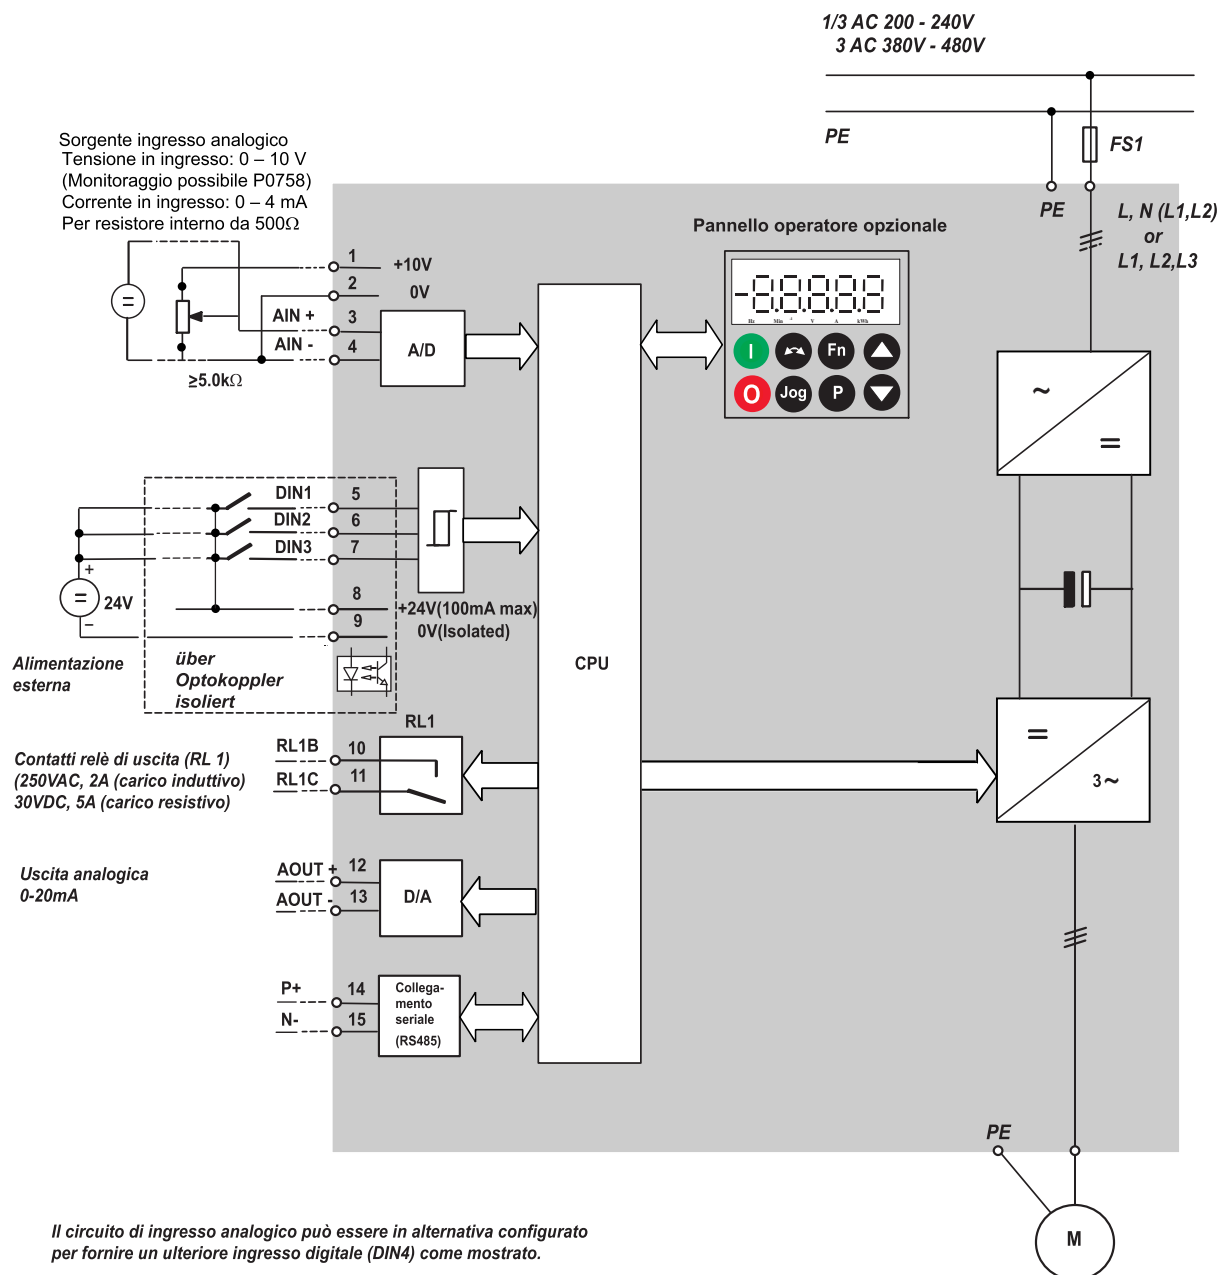 1/3 AC 200 - 240V
3 AC 380V - 480V
PE
FS1
Sorgente ingresso analogico
Tensione in ingresso: 0 – 10 V
(Monitoraggio possibile P0758)
Corrente in ingresso: 0 – 4 mA
Per resistore interno da 500Ω
PE
L, N (L1,L2)
or
L1, L2,L3
Pannello operatore opzionale
1
+10V
2
0V
AIN +
3
AIN -
4
A/D
≥5.0kΩ
Hz
Min
V
A
kWh
I
Fn
O
Jog
P
~
=
DIN1
5
DIN2
6
DIN3
7
+
=
24V
–
8
+24V(100mA max)
9
0V(Isolated)
Alimentazione
esterna
über
Optokoppler
isoliert
CPU
RL1
RL1B
10
RL1C
11
Contatti relè di uscita (RL 1)
(250VAC, 2A (carico induttivo)
30VDC, 5A (carico resistivo)
=
3 ~
Uscita analogica
0-20mA
AOUT +
12
AOUT -
13
D/A
P+
14
N-
15
Collega-
mento
seriale
(RS485)
PE
M
Il circuito di ingresso analogico può essere in alternativa configurato
per fornire un ulteriore ingresso digitale (DIN4) come mostrato.